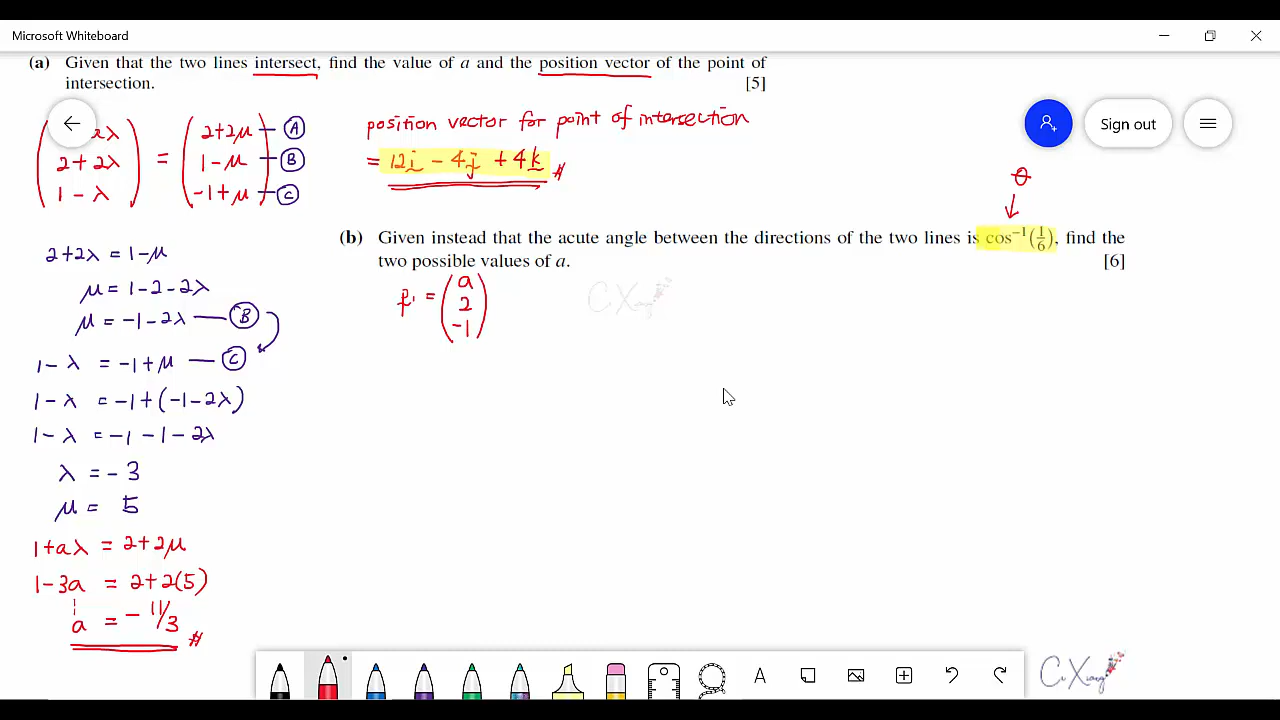 Microsoft Whiteboard
(a) Given that the two lines intersect, find the value of a and the position vector of the point of
intersection. [5]
Sign out
aλ
2+2λ
1-λ
=
2+2μ — Ⓐ
1-μ — Ⓑ
-1+μ — Ⓒ
position vector for point of intersection
= 12i - 4j + 4k #
2+2λ = 1-μ
μ = 1-2-2λ
μ = -1-2λ — Ⓑ
1-λ = -1+μ — Ⓒ
1-λ = -1+(-1-2λ)
1-λ = -1-1-2λ
λ = -3
μ = 5
1+aλ = 2+2μ
1-3a = 2+2(5)
a = -11/3 #
θ
(b) Given instead that the acute angle between the directions of the two lines is cos⁻¹(1/6), find the
two possible values of a. [6]
=
a
2
-1
CXiang
A
CXiang